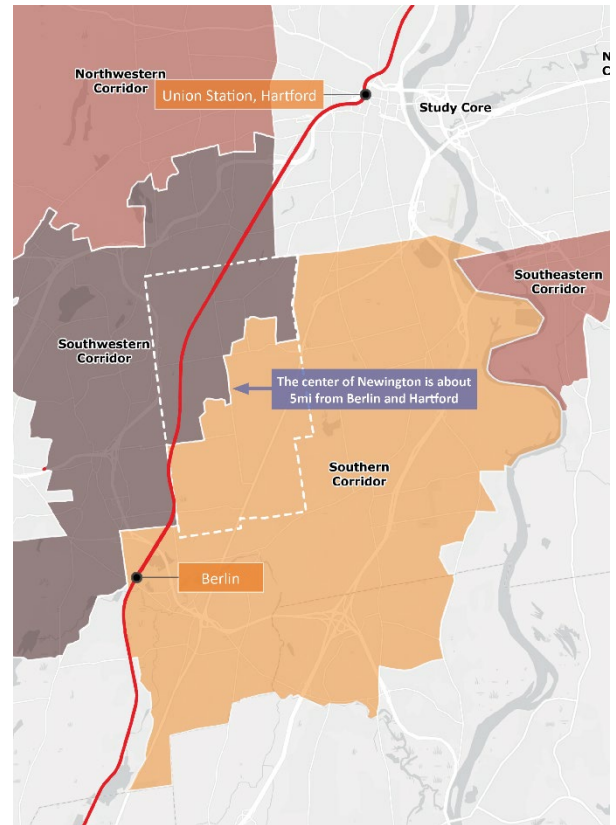 Northwestern
Corridor
Union Station, Hartford
N
C
Study Core
Southeastern
Corridor
Southwestern
Corridor
The center of Newington is about
5mi from Berlin and Hartford
Southern
Corridor
Berlin